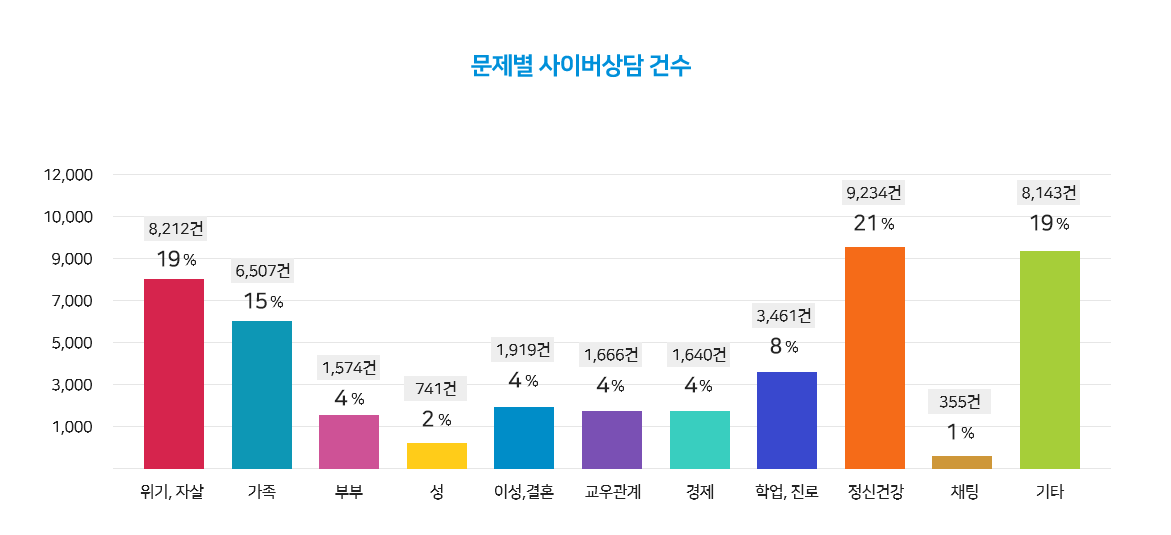 문제별 사이버상담 건수
12,000
10,000
9,000
7,000
5,000
3,000
1,000
8,212건
19 %
6,507건
15 %
1,574건
4 %
741건
2 %
1,919건
4 %
1,666건
4 %
1,640건
4 %
3,461건
8 %
9,234건
21 %
355건
1 %
8,143건
19 %
위기, 자살
가족
부부
성
이성,결혼
교우관계
경제
학업, 진로
정신건강
채팅
기타